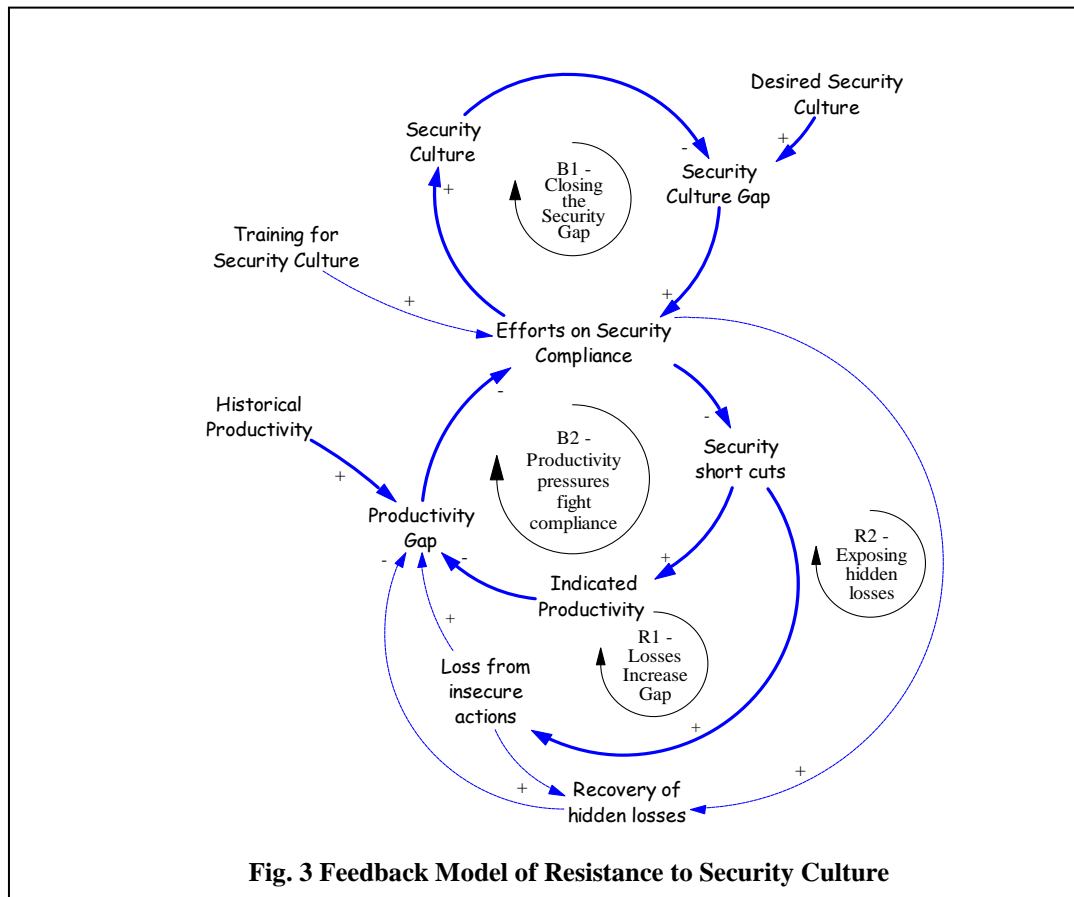 Desired Security
Culture
+
Security
Culture
-
Security
Culture Gap
B1 -
Closing
the
Security
Gap
+
Training for
Security Culture
+
+
Efforts on Security
Compliance
-
-
Historical
Productivity
B2 -
Productivity
pressures
fight
compliance
Security
short cuts
+
Productivity
Gap
R2 -
Exposing
hidden
losses
-
-
+
Indicated
Productivity
+
R1 -
Losses
Increase
Gap
Loss from
insecure
actions
+
+
+
Recovery of
hidden losses
Fig. 3 Feedback Model of Resistance to Security Culture